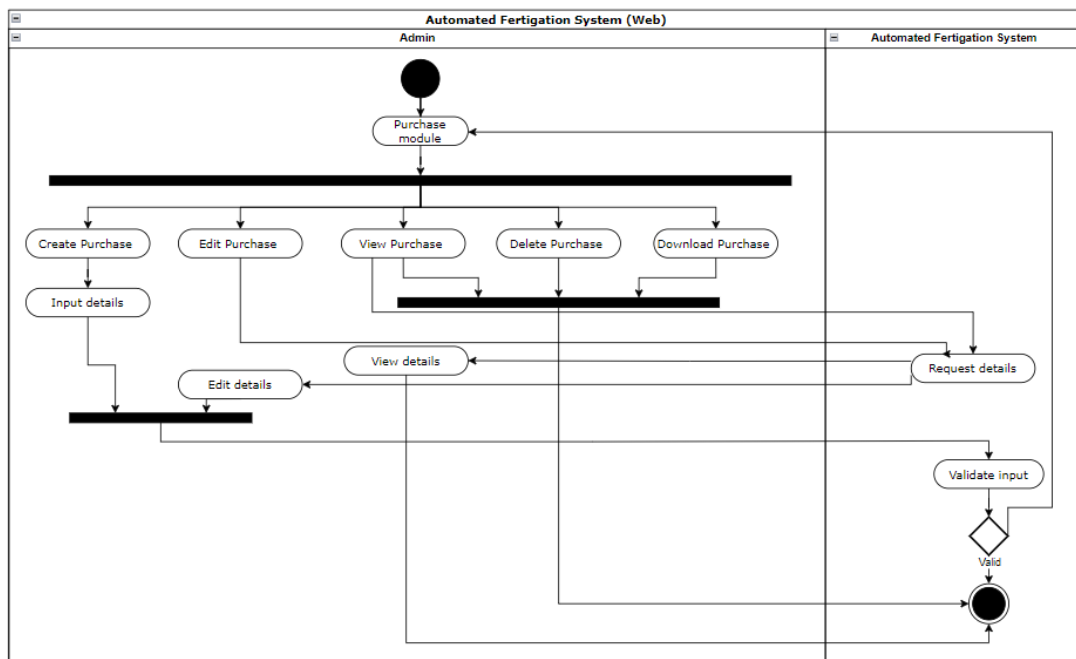 Automated Fertigation System (Web)
Admin
Automated Fertigation System
Purchase
module
Create Purchase
Edit Purchase
View Purchase
Delete Purchase
Download Purchase
Input details
View details
Request details
Edit details
Validate input
Valid